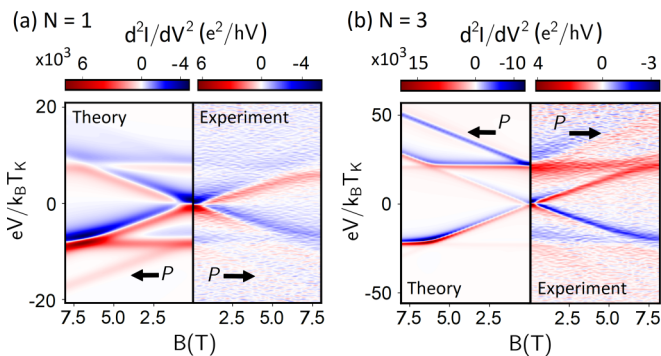 (a) N = 1
d²I/dV² (e²/hV)
x10³ 6 0 -4 6 0 -4
20
0
-20
eV/k_BT_K
Theory
Experiment
P
P
7.5 5.0 2.5 2.5 5.0 7.5
B(T)
(b) N = 3
d²I/dV² (e²/hV)
x10³ 15 0 -10 4 0 -3
50
0
-50
eV/k_BT_K
P
P
Theory
Experiment
7.5 5.0 2.5 2.5 5.0 7.5
B(T)